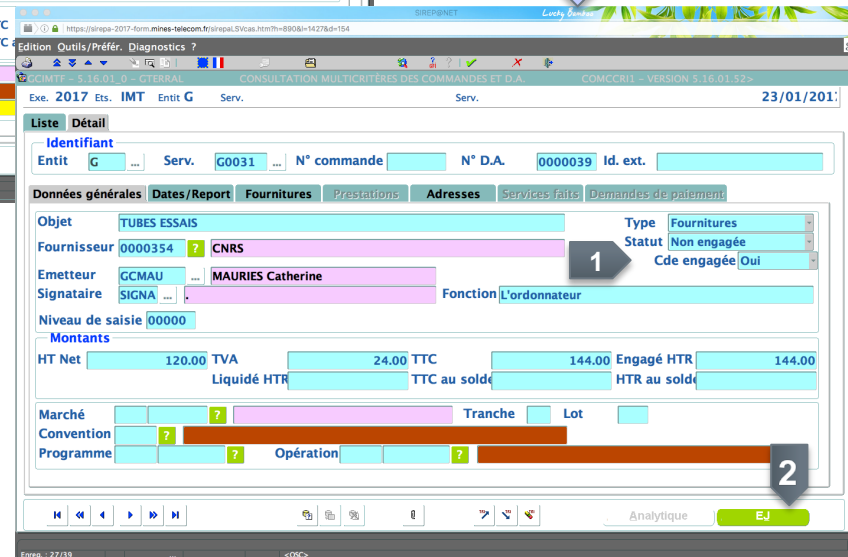 SIREP@NET
Lucky Bamboo
https://sirepa-2017-form.mines-telecom.fr/sirepaLSVcas.htm?h=890&l=1427&d=154
Edition Outils/Préfér. Diagnostics ?
CCIMTF - 5.16.01_0 - GTERRAL CONSULTATION MULTICRITÈRES DES COMMANDES ET D.A. COMCCRI1 - VERSION 5.16.01.52>
Exe. 2017 Ets. IMT Entit G Serv. Serv. 23/01/201
Liste Détail
Identifiant
Entit G ... Serv. G0031 ... N° commande N° D.A. 0000039 Id. ext.
Données générales Dates/Report Fournitures Prestations Adresses Services faits Demandes de paiement
Objet TUBES ESSAIS Type Fournitures
Fournisseur 0000354 ? CNRS Statut Non engagée
1 Cde engagée Oui
Emetteur GCMAU ... MAURIES Catherine
Signataire SIGNA ... . Fonction L'ordonnateur
Niveau de saisie 00000
Montants
HT Net 120.00 TVA 24.00 TTC 144.00 Engagé HTR 144.00
Liquidé HTR TTC au solde HTR au solde
Marché ? Tranche Lot
Convention ?
Programme ? Opération ?
2
Analytique EJ
Enreg. : 27/39 ... <OSC>